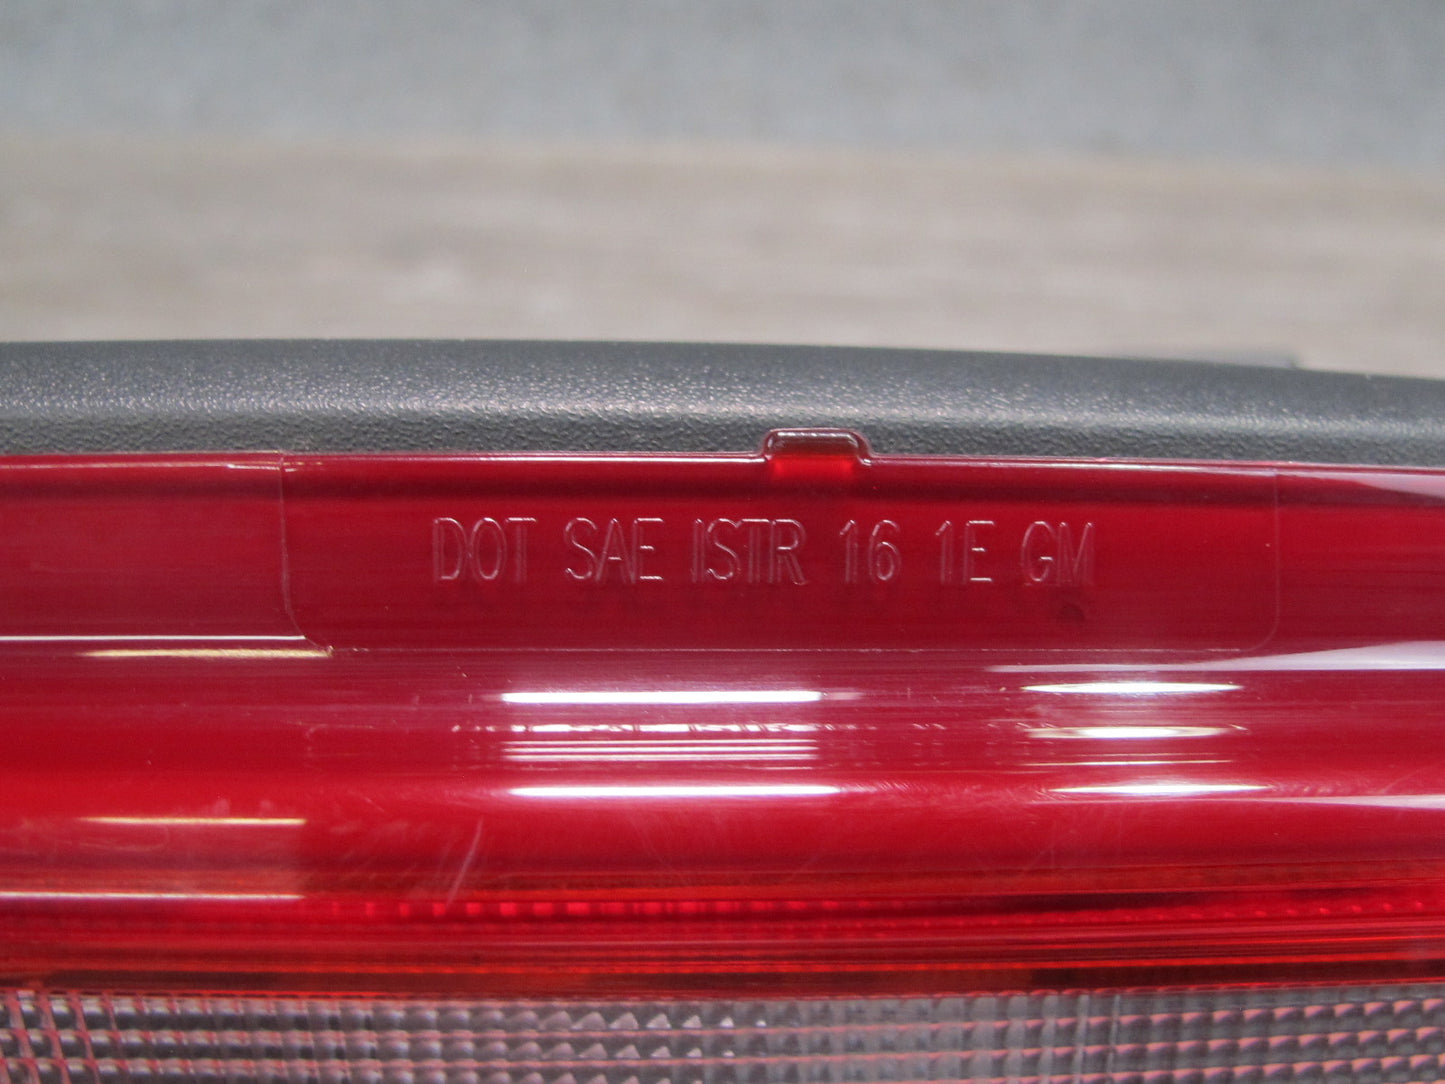 DOT SAE ISTR 16 1E GM